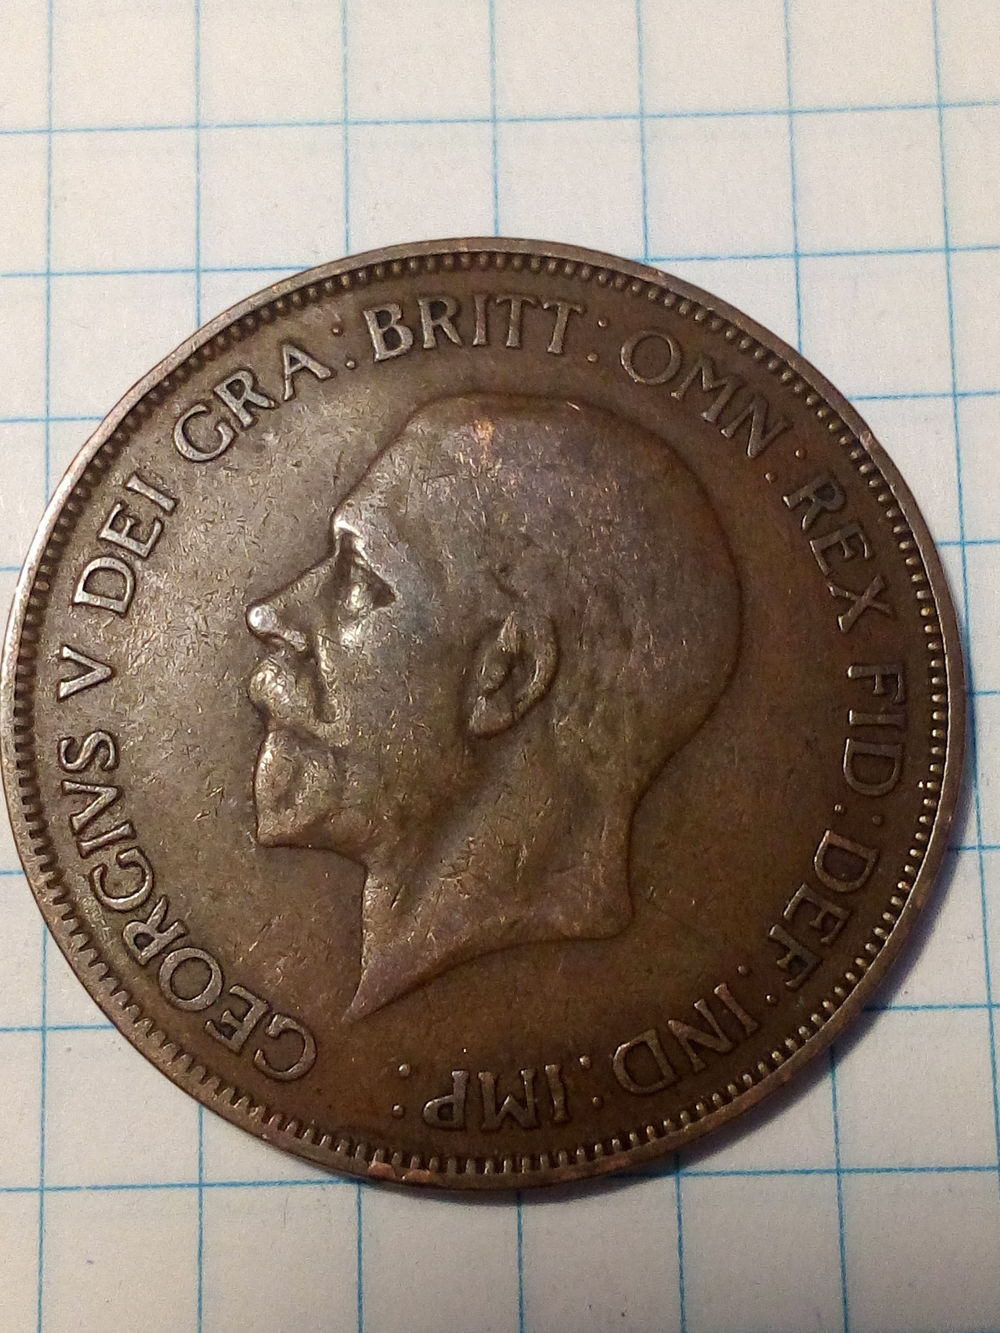 GEORGIVS V DEI GRA: BRITT: OMN: REX FID: DEF: IND: IMP: